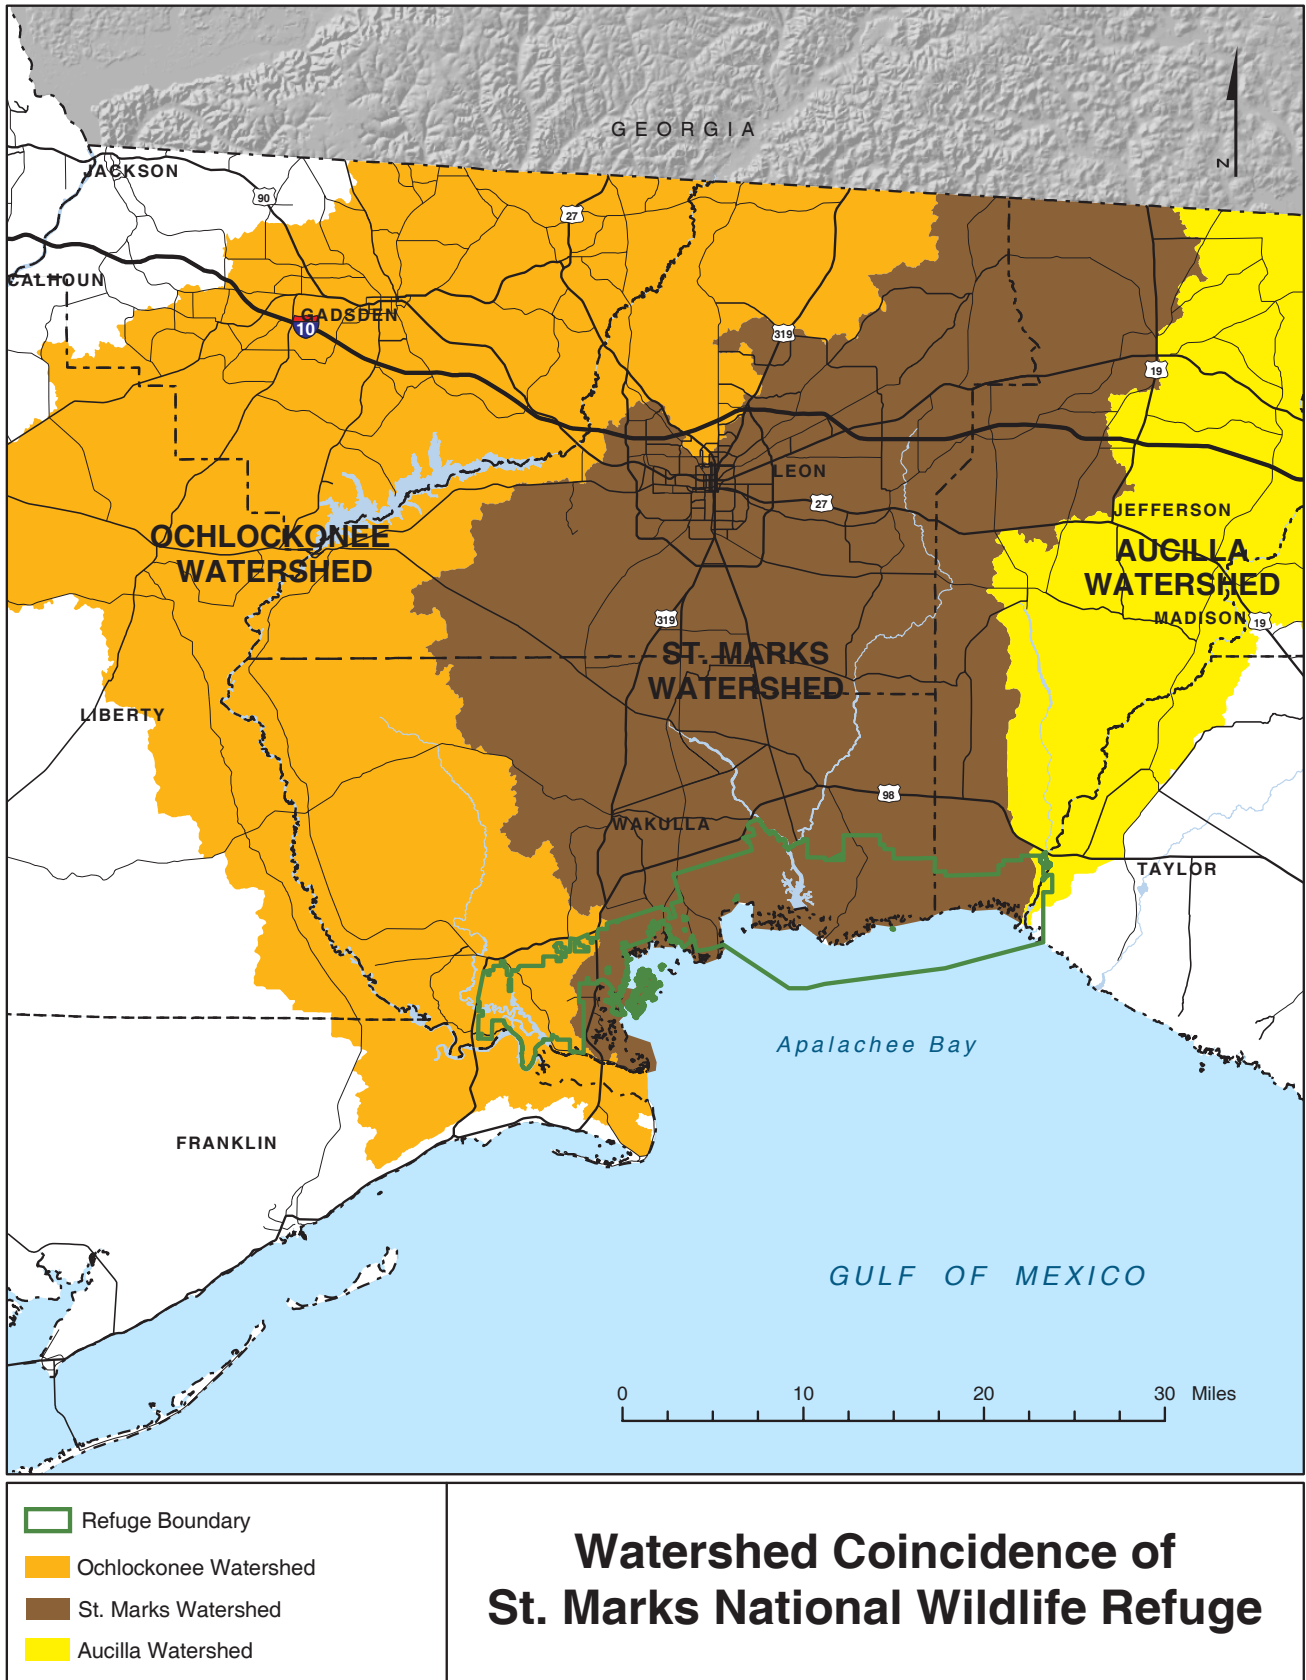 GEORGIA
N
JACKSON
90
27
CALHOUN
GADSDEN
10
319
19
LEON
27
JEFFERSON
OCHLOCKONEE
WATERSHED
AUCILLA
WATERSHED
MADISON
19
319
ST. MARKS
WATERSHED
LIBERTY
98
WAKULLA
TAYLOR
Apalachee Bay
FRANKLIN
GULF OF MEXICO
0 10 20 30 Miles
Refuge Boundary
Ochlockonee Watershed
St. Marks Watershed
Aucilla Watershed
Watershed Coincidence of
St. Marks National Wildlife Refuge